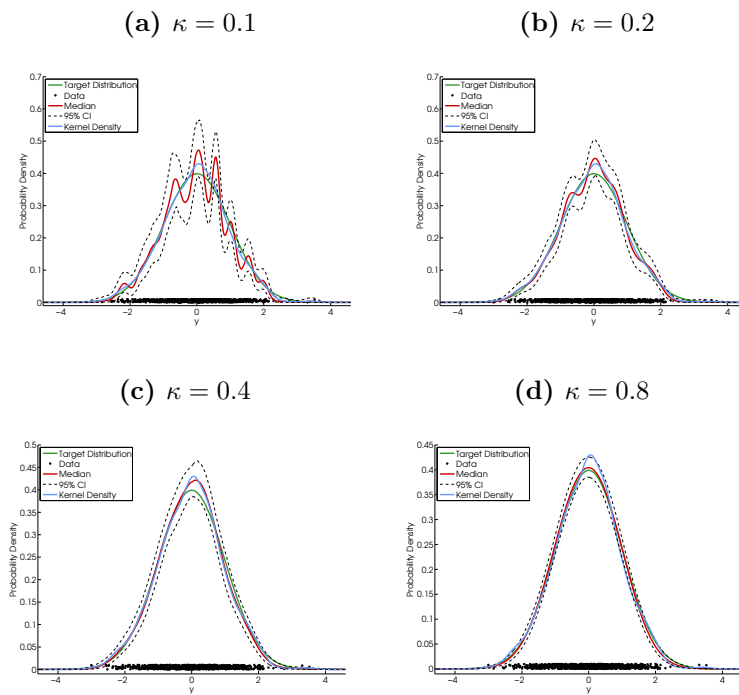 (a) κ = 0.1
(b) κ = 0.2
0.7
0.6
0.5
0.4
0.3
0.2
0.1
0
Probability Density
Target Distribution
Data
Median
95% CI
Kernel Density
−4 −2 0 2 4
y
0.7
0.6
0.5
0.4
0.3
0.2
0.1
0
Probability Density
Target Distribution
Data
Median
95% CI
Kernel Density
−4 −2 0 2 4
y
(c) κ = 0.4
(d) κ = 0.8
0.5
0.45
0.4
0.35
0.3
0.25
0.2
0.15
0.1
0.05
0
Probability Density
Target Distribution
Data
Median
95% CI
Kernel Density
−4 −2 0 2 4
y
0.45
0.4
0.35
0.3
0.25
0.2
0.15
0.1
0.05
0
Probability Density
Target Distribution
Data
Median
95% CI
Kernel Density
−4 −2 0 2 4
y